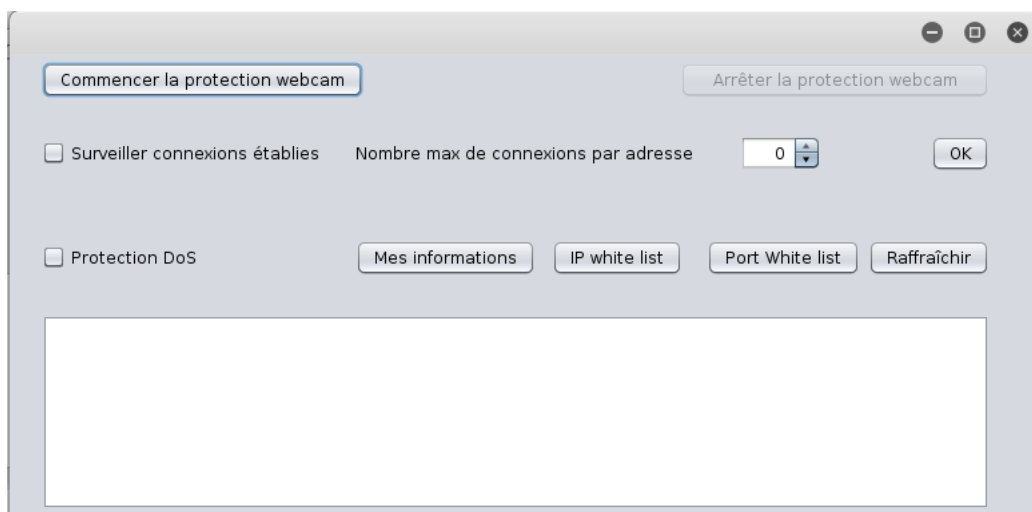 Commencer la protection webcam Arrêter la protection webcam
Surveiller connexions établies Nombre max de connexions par adresse 0 OK
Protection DoS Mes informations IP white list Port White list Raffraîchir